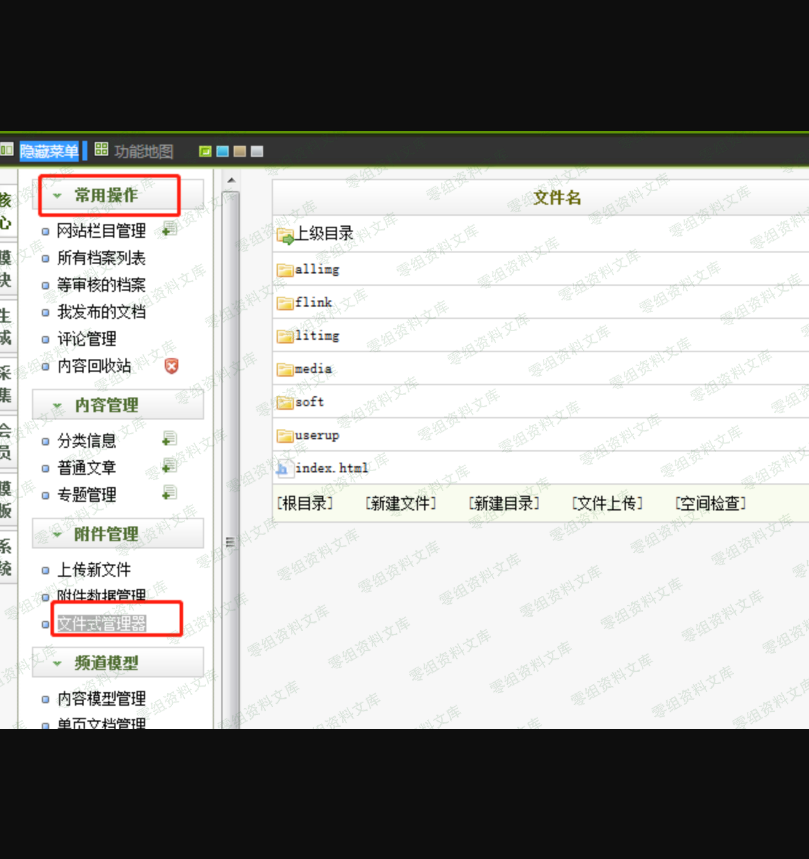 隐藏菜单 功能地图
核心
模块
生成
采集
会员
模板
系统
常用操作
网站栏目管理
所有档案列表
等审核的档案
我发布的文档
评论管理
内容回收站
内容管理
分类信息
普通文章
专题管理
附件管理
上传新文件
附件数据管理
文件式管理器
频道模型
内容模型管理
单页文档管理
文件名
上级目录
allimg
flink
litimg
media
soft
userup
index.html
[根目录] [新建文件] [新建目录] [文件上传] [空间检查]
零组资料文库